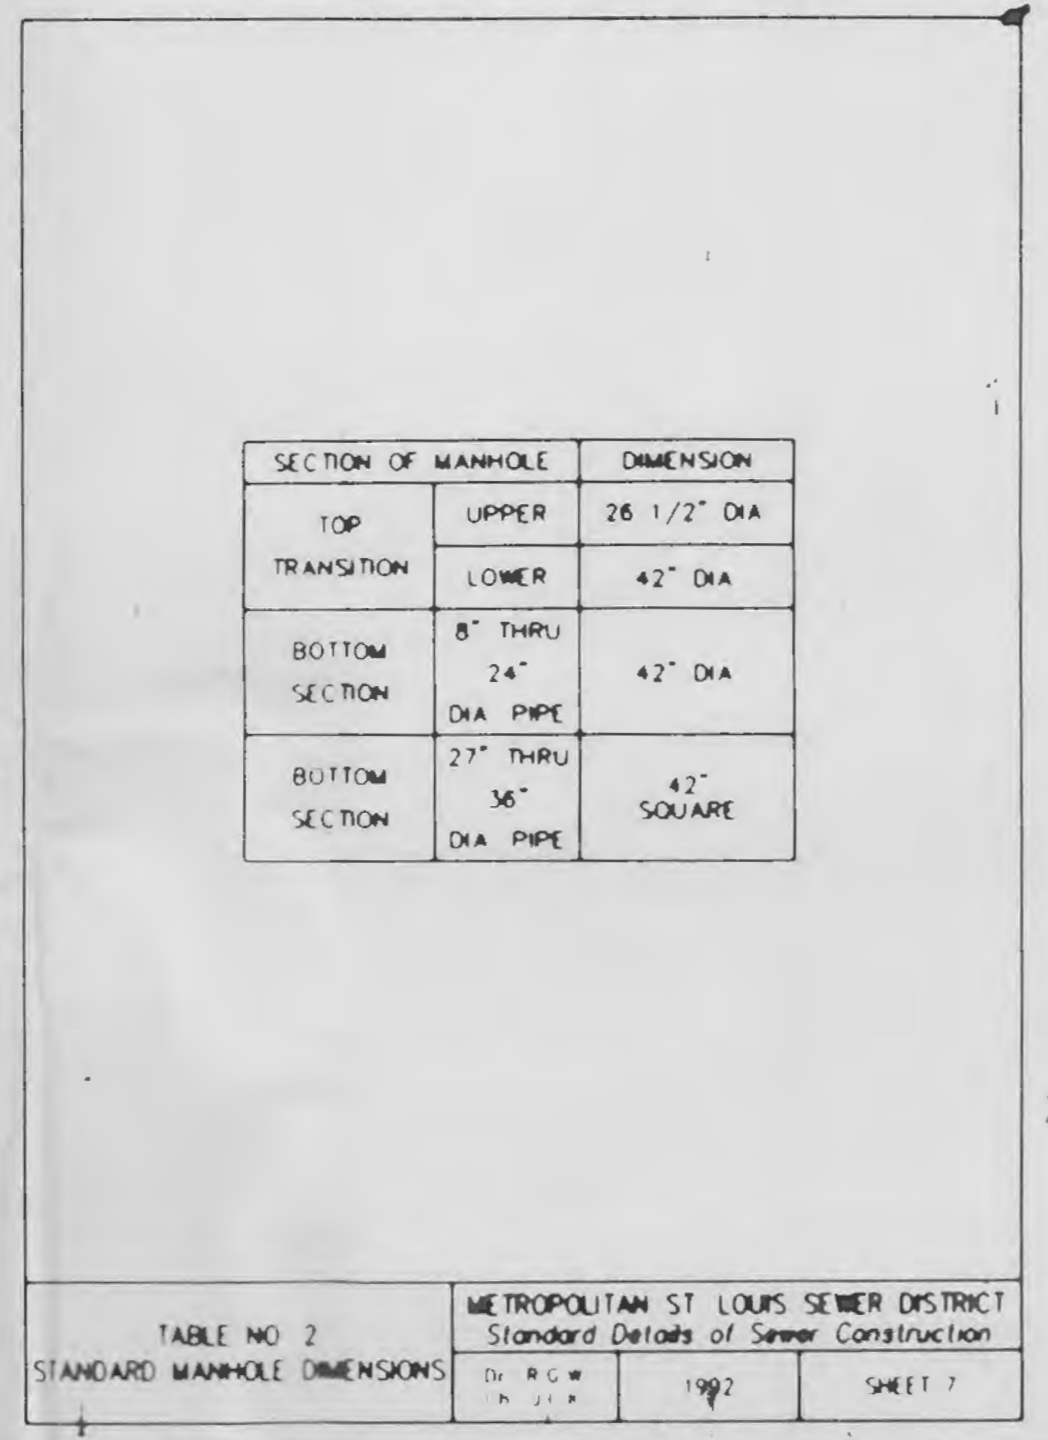 SECTION OF MANHOLE DIMENSION
TOP
TRANSITION
UPPER 26 1/2" DIA
LOWER 42" DIA
BOTTOM
SECTION
8" THRU
24"
DIA PIPE
42" DIA
BOTTOM
SECTION
27" THRU
36"
DIA PIPE
42"
SQUARE
TABLE NO 2
STANDARD MANHOLE DIMENSIONS
METROPOLITAN ST LOUIS SEWER DISTRICT
Standard Details of Sewer Construction
Dr R G W
1992
SHEET 7